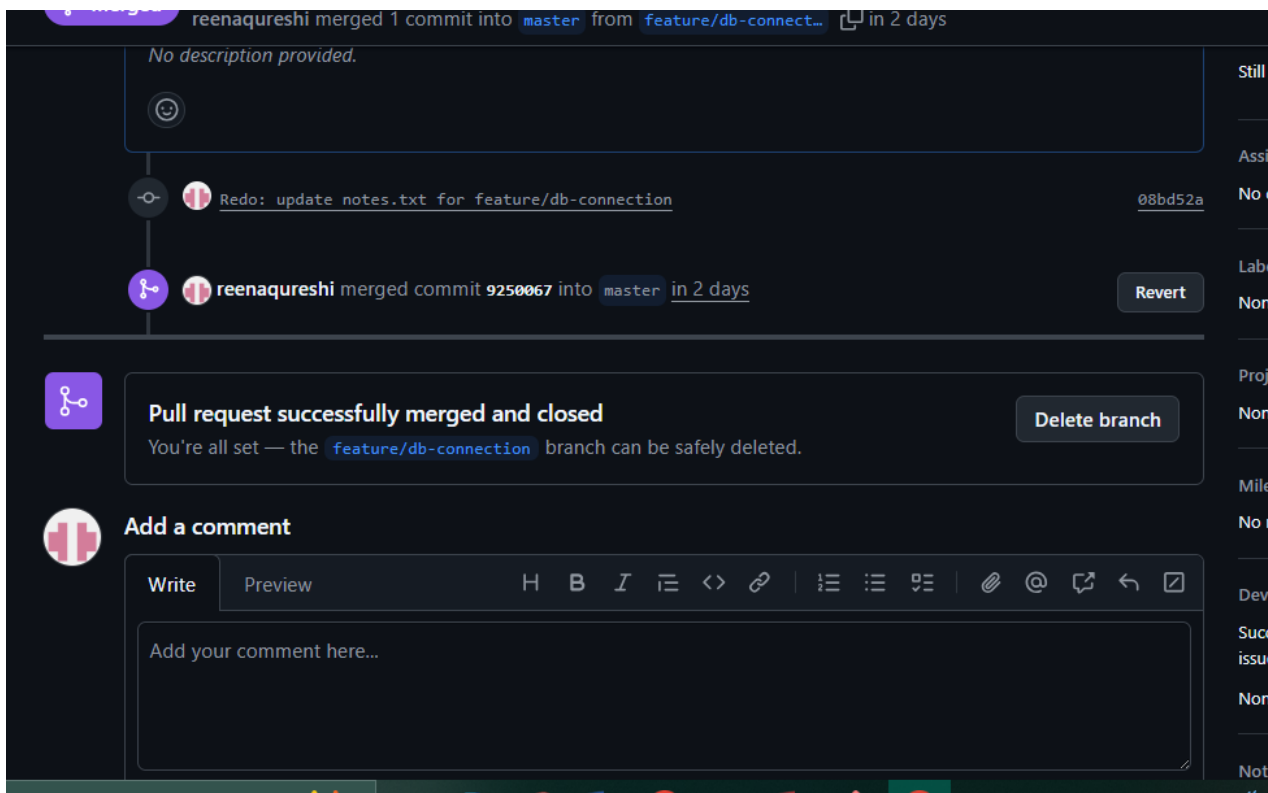 merged
reenaqureshi merged 1 commit into master from feature/db-connect… in 2 days
No description provided.
Still
Redo: update notes.txt for feature/db-connection 08bd52a
Assi
No
reenaqureshi merged commit 9250067 into master in 2 days
Revert
Labe
Non
Pull request successfully merged and closed
You're all set — the feature/db-connection branch can be safely deleted.
Delete branch
Proj
Non
Mile
No
Add a comment
Write Preview
Add your comment here...
Dev
Succ
issu
Non
Not